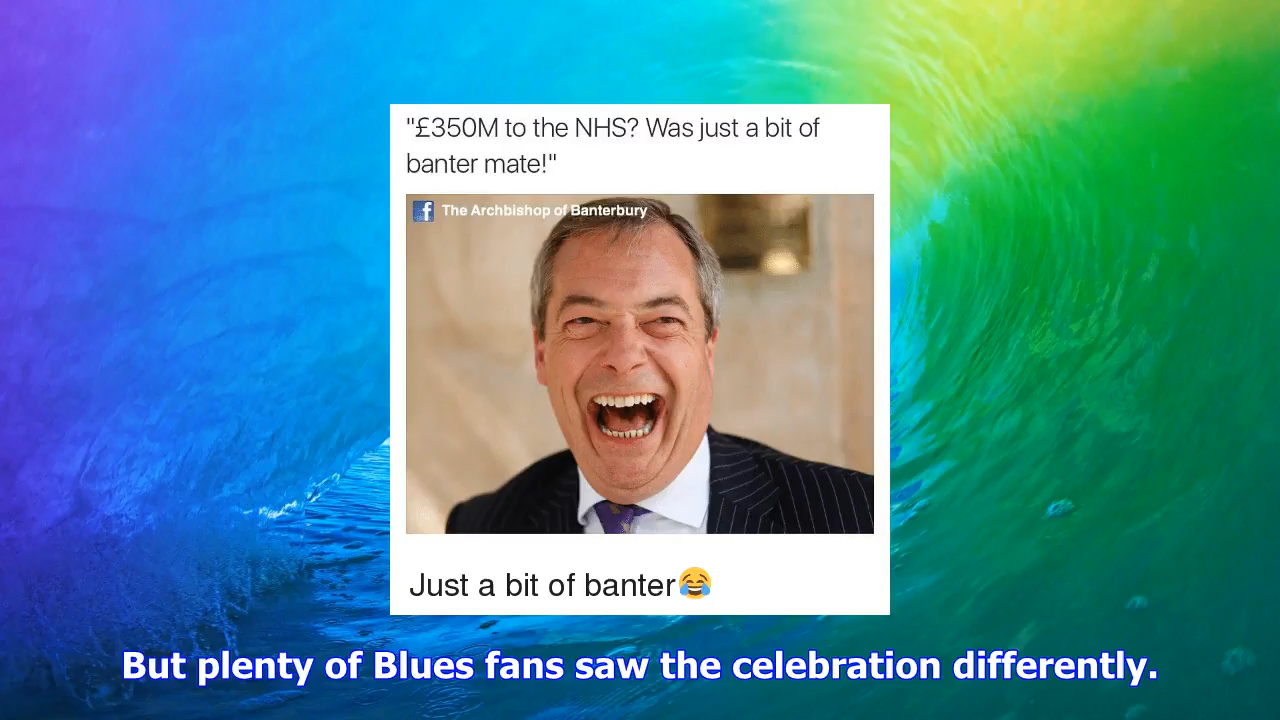 "£350M to the NHS? Was just a bit of
banter mate!"
f The Archbishop of Banterbury
Just a bit of banter😂
But plenty of Blues fans saw the celebration differently.